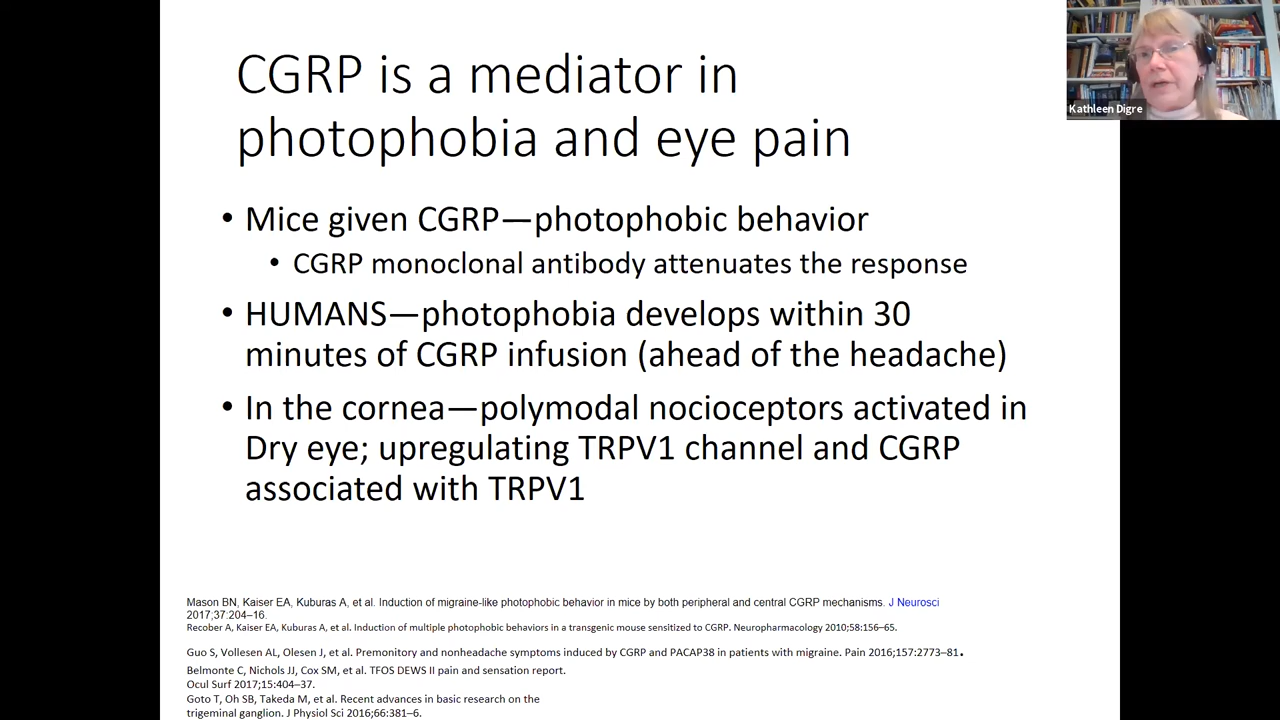 CGRP is a mediator in
photophobia and eye pain
Kathleen Digre
• Mice given CGRP—photophobic behavior
• CGRP monoclonal antibody attenuates the response
• HUMANS—photophobia develops within 30
minutes of CGRP infusion (ahead of the headache)
• In the cornea—polymodal nocioceptors activated in
Dry eye; upregulating TRPV1 channel and CGRP
associated with TRPV1
Mason BN, Kaiser EA, Kuburas A, et al. Induction of migraine-like photophobic behavior in mice by both peripheral and central CGRP mechanisms. J Neurosci
2017;37:204–16.
Recober A, Kaiser EA, Kuburas A, et al. Induction of multiple photophobic behaviors in a transgenic mouse sensitized to CGRP. Neuropharmacology 2010;58:156–65.
Guo S, Vollesen AL, Olesen J, et al. Premonitory and nonheadache symptoms induced by CGRP and PACAP38 in patients with migraine. Pain 2016;157:2773–81.
Belmonte C, Nichols JJ, Cox SM, et al. TFOS DEWS II pain and sensation report.
Ocul Surf 2017;15:404–37.
Goto T, Oh SB, Takeda M, et al. Recent advances in basic research on the
trigeminal ganglion. J Physiol Sci 2016;66:381–6.